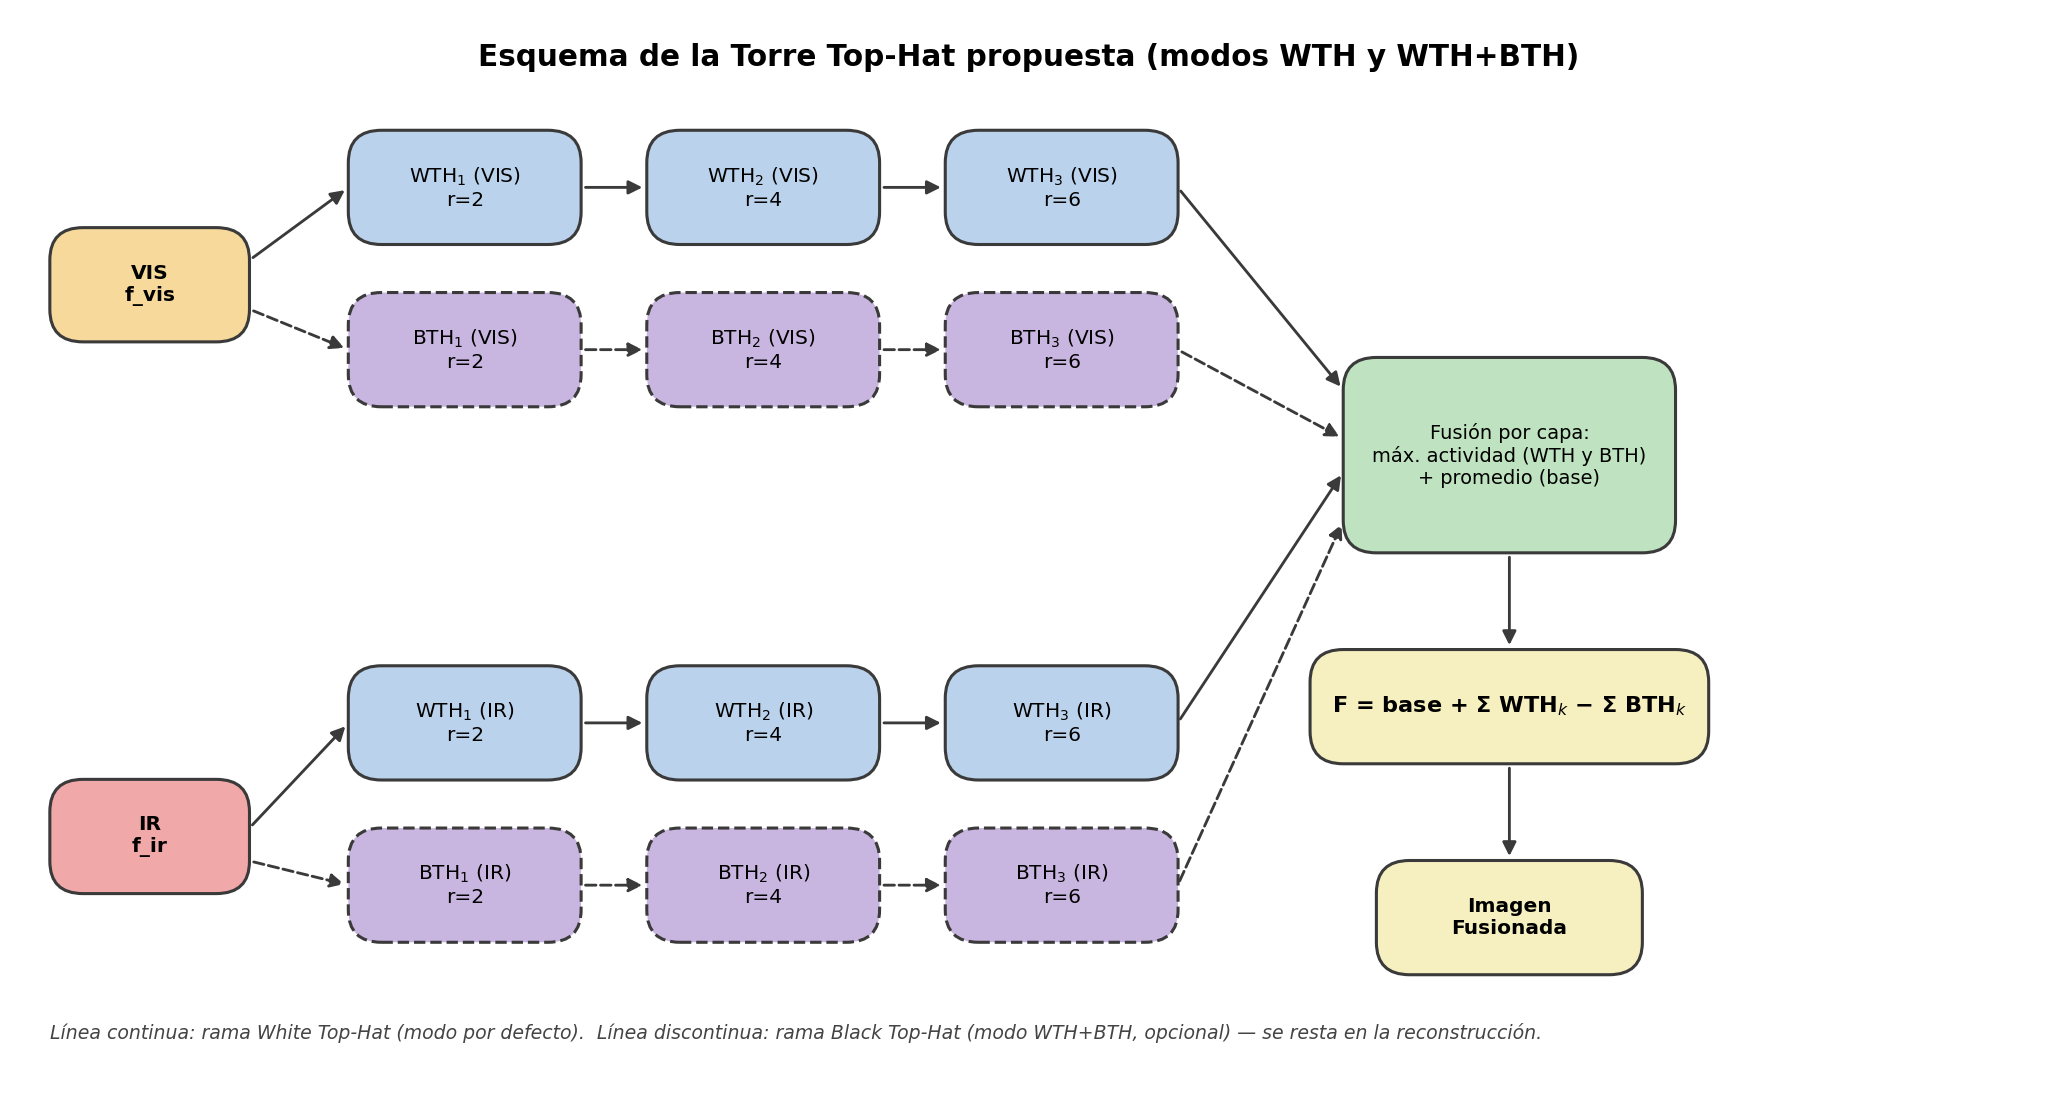 Esquema de la Torre Top-Hat propuesta (modos WTH y WTH+BTH)
VIS
f_vis
WTH₁ (VIS)
r=2
WTH₂ (VIS)
r=4
WTH₃ (VIS)
r=6
BTH₁ (VIS)
r=2
BTH₂ (VIS)
r=4
BTH₃ (VIS)
r=6
Fusión por capa:
máx. actividad (WTH y BTH)
+ promedio (base)
IR
f_ir
WTH₁ (IR)
r=2
WTH₂ (IR)
r=4
WTH₃ (IR)
r=6
BTH₁ (IR)
r=2
BTH₂ (IR)
r=4
BTH₃ (IR)
r=6
F = base + Σ WTHₖ − Σ BTHₖ
Imagen
Fusionada
Línea continua: rama White Top-Hat (modo por defecto).  Línea discontinua: rama Black Top-Hat (modo WTH+BTH, opcional) — se resta en la reconstrucción.